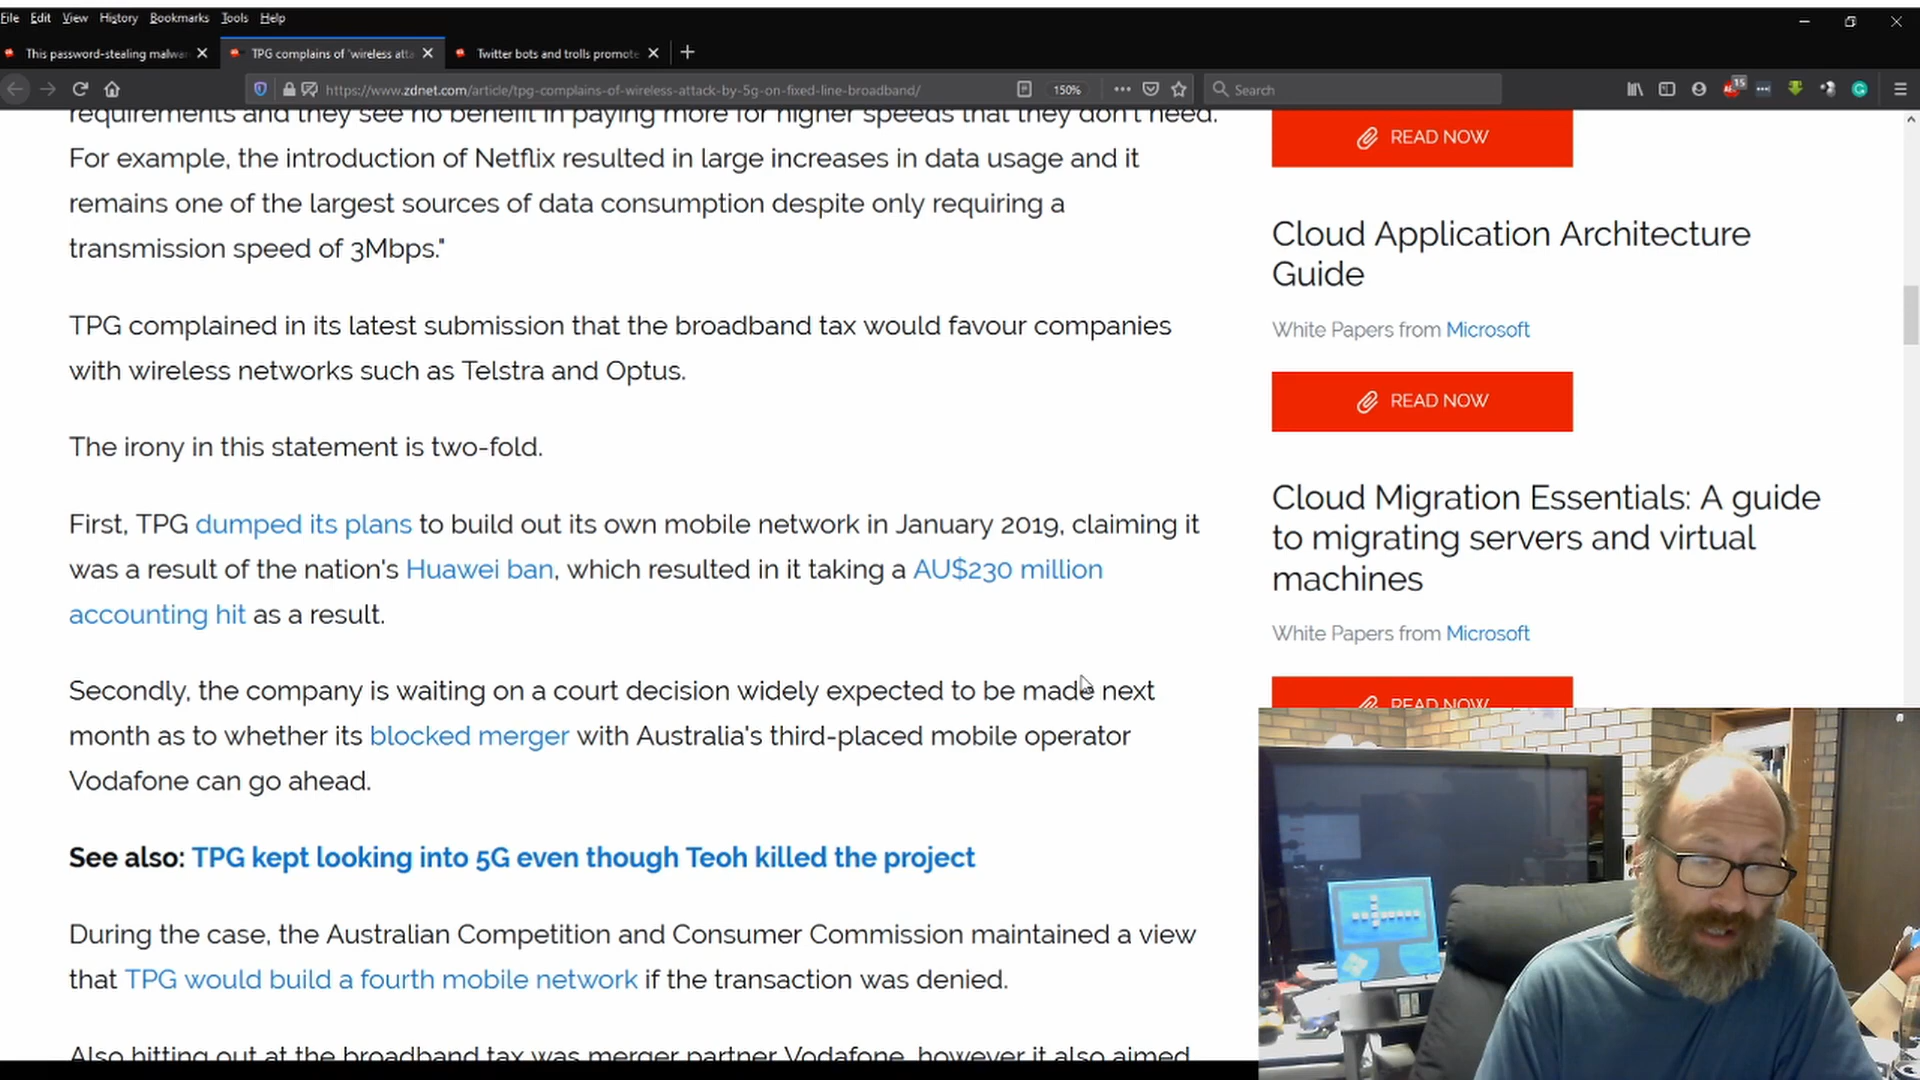 File Edit View History Bookmarks Tools Help
This password-stealing malwar
TPG complains of 'wireless atta
Twitter bots and trolls promote
https://www.zdnet.com/article/tpg-complains-of-wireless-attack-by-5g-on-fixed-line-broadband/
150%
Search
15
requirements and they see no benefit in paying more for higher speeds that they don't need.
For example, the introduction of Netflix resulted in large increases in data usage and it
remains one of the largest sources of data consumption despite only requiring a
transmission speed of 3Mbps."
TPG complained in its latest submission that the broadband tax would favour companies
with wireless networks such as Telstra and Optus.
The irony in this statement is two-fold.
First, TPG dumped its plans to build out its own mobile network in January 2019, claiming it
was a result of the nation's Huawei ban, which resulted in it taking a AU$230 million
accounting hit as a result.
Secondly, the company is waiting on a court decision widely expected to be made next
month as to whether its blocked merger with Australia's third-placed mobile operator
Vodafone can go ahead.
See also: TPG kept looking into 5G even though Teoh killed the project
During the case, the Australian Competition and Consumer Commission maintained a view
that TPG would build a fourth mobile network if the transaction was denied.
Also hitting out at the broadband tax was merger partner Vodafone, however it also aimed
READ NOW
Cloud Application Architecture
Guide
White Papers from Microsoft
READ NOW
Cloud Migration Essentials: A guide
to migrating servers and virtual
machines
White Papers from Microsoft
READ NOW